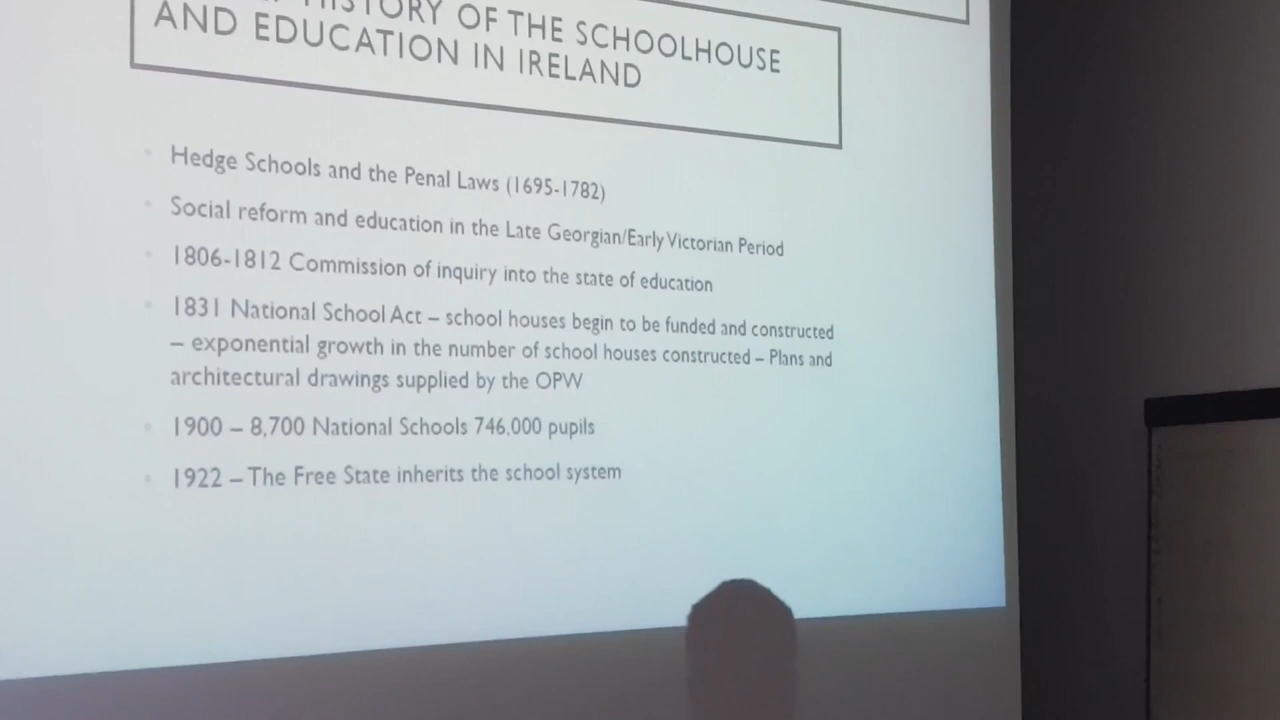 HISTORY OF THE SCHOOLHOUSE
AND EDUCATION IN IRELAND
Hedge Schools and the Penal Laws (1695-1782)
Social reform and education in the Late Georgian/Early Victorian Period
1806-1812 Commission of inquiry into the state of education
1831 National School Act – school houses begin to be funded and constructed
– exponential growth in the number of school houses constructed – Plans and
architectural drawings supplied by the OPW
1900 – 8,700 National Schools 746,000 pupils
1922 – The Free State inherits the school system